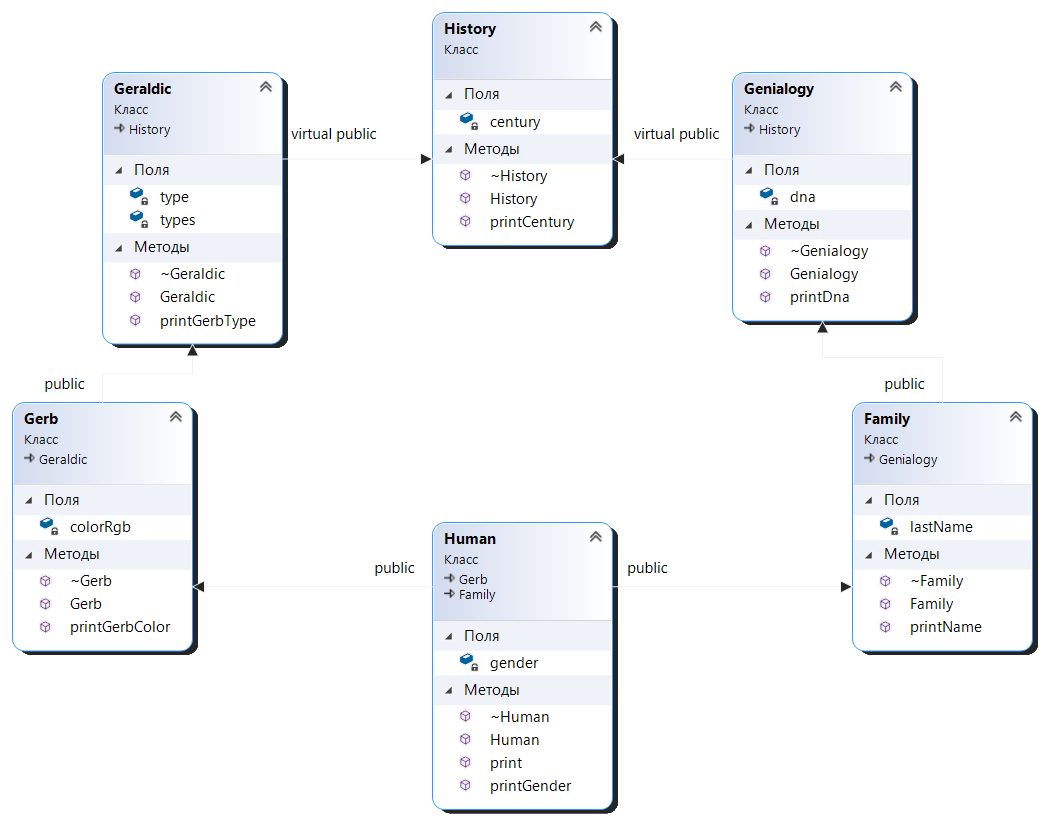 History
Класс
Поля
century
Методы
~History
History
printCentury
Geraldic
Класс
History
Поля
type
types
Методы
~Geraldic
Geraldic
printGerbType
virtual public
virtual public
Genialogy
Класс
History
Поля
dna
Методы
~Genialogy
Genialogy
printDna
public
public
Gerb
Класс
Geraldic
Поля
colorRgb
Методы
~Gerb
Gerb
printGerbColor
public
public
Human
Класс
Gerb
Family
Поля
gender
Методы
~Human
Human
print
printGender
Family
Класс
Genialogy
Поля
lastName
Методы
~Family
Family
printName